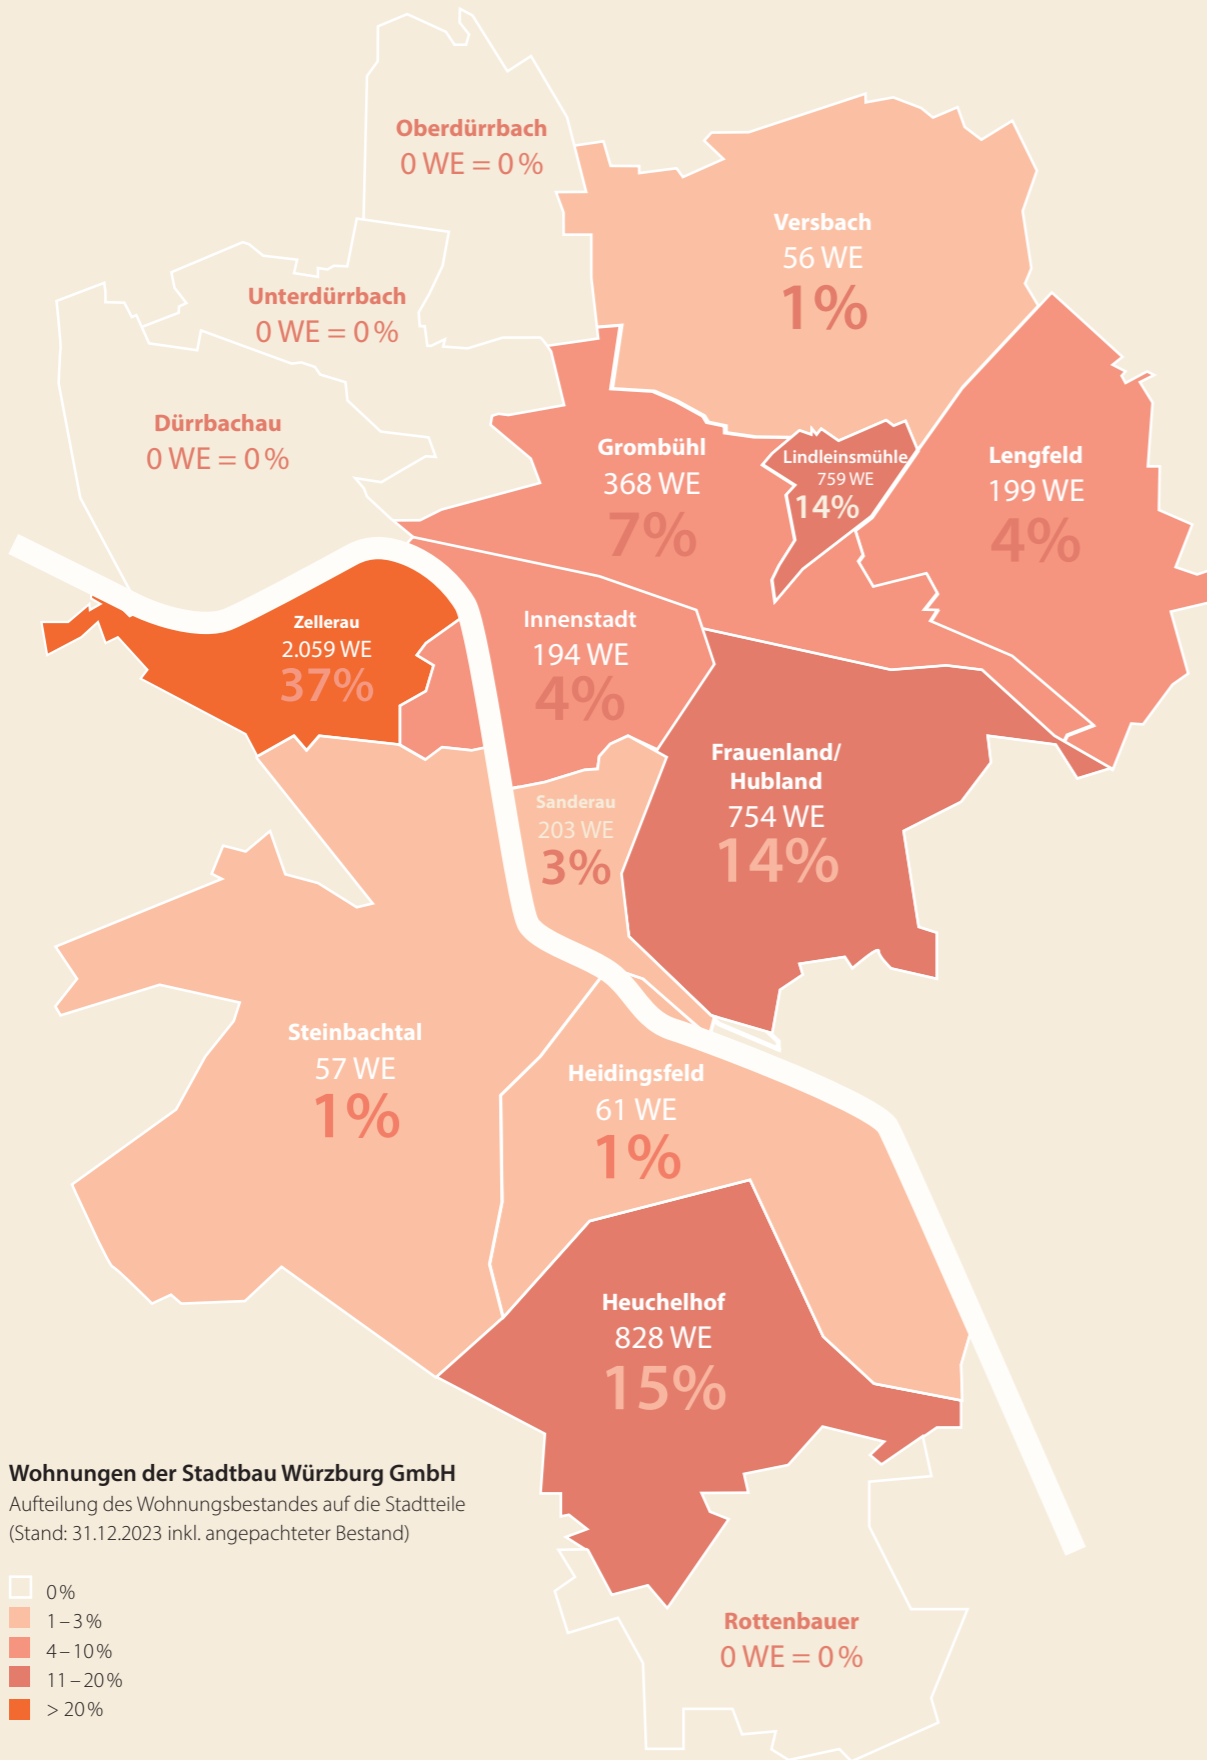 Oberdürrbach
0 WE = 0 %
Versbach
56 WE
1%
Unterdürrbach
0 WE = 0 %
Dürrbachau
0 WE = 0 %
Grombühl
368 WE
7%
Lindleinsmühle
759 WE
14%
Lengfeld
199 WE
4%
Zellerau
2.059 WE
37%
Innenstadt
194 WE
4%
Frauenland/
Hubland
754 WE
14%
Sanderau
203 WE
3%
Steinbachtal
57 WE
1%
Heidingsfeld
61 WE
1%
Heuchelhof
828 WE
15%
Rottenbauer
0 WE = 0 %
Wohnungen der Stadtbau Würzburg GmbH
Aufteilung des Wohnungsbestandes auf die Stadtteile
(Stand: 31.12.2023 inkl. angepachteter Bestand)
0 %
1 – 3 %
4 – 10 %
11 – 20 %
> 20 %